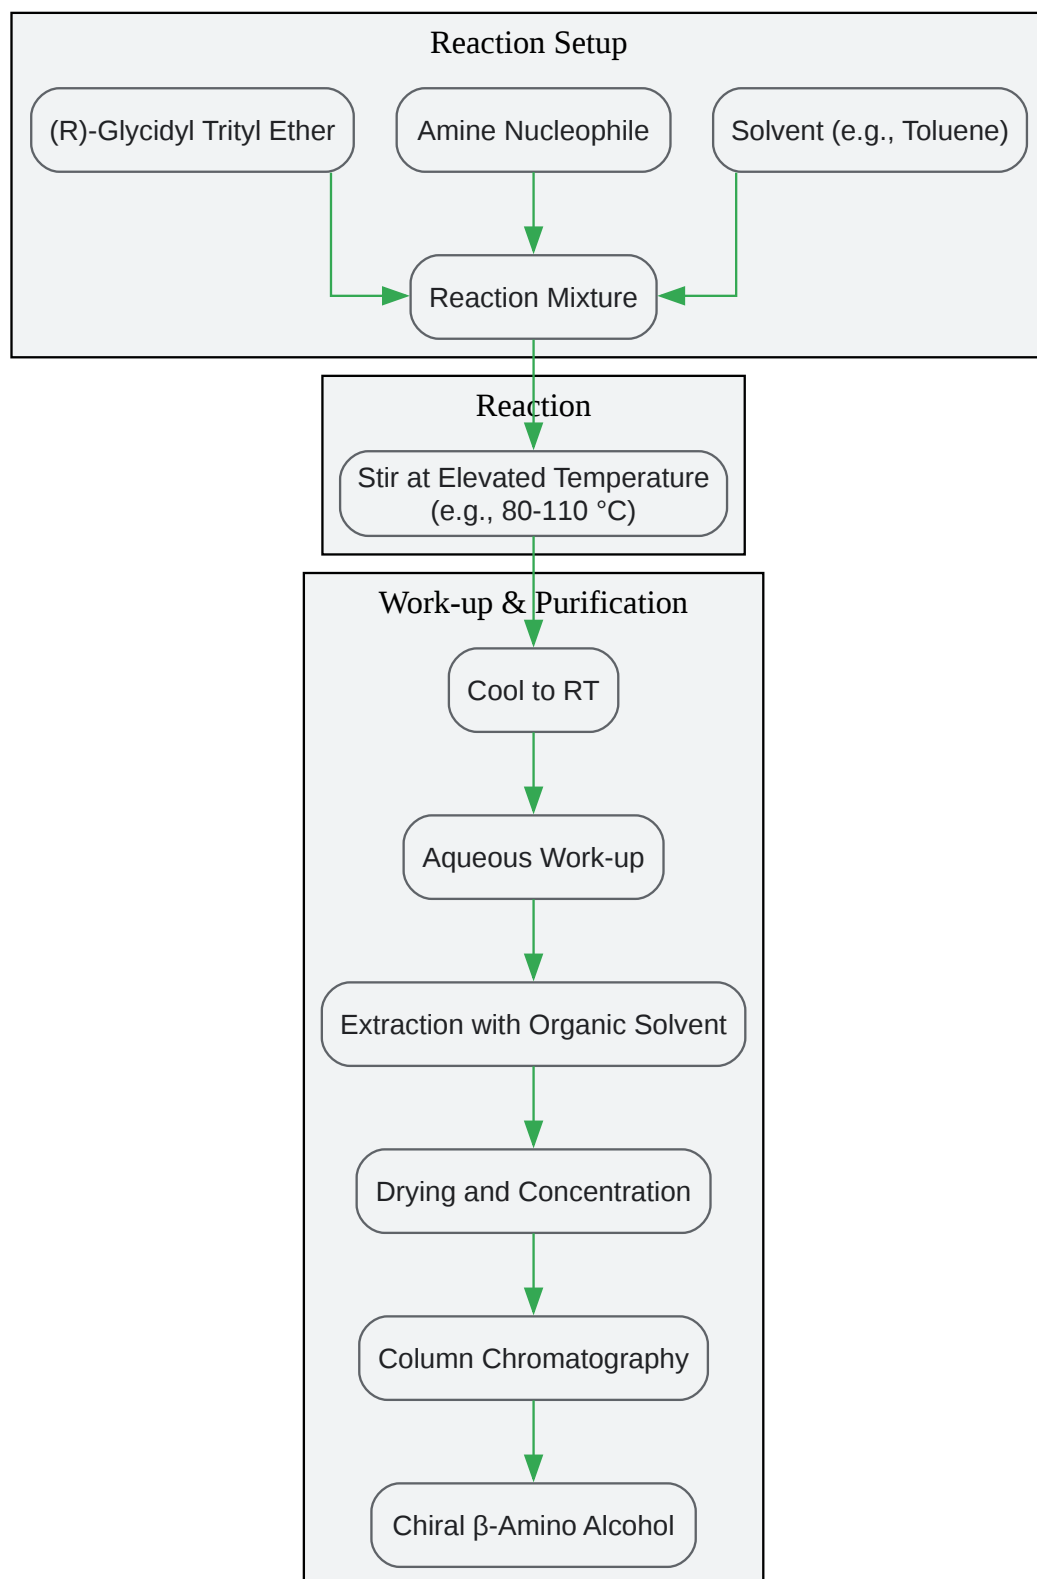 Reaction Setup
(R)-Glycidyl Trityl Ether
Amine Nucleophile
Solvent (e.g., Toluene)
Reaction Mixture
Reaction
Stir at Elevated Temperature
(e.g., 80-110 °C)
Work-up & Purification
Cool to RT
Aqueous Work-up
Extraction with Organic Solvent
Drying and Concentration
Column Chromatography
Chiral β-Amino Alcohol